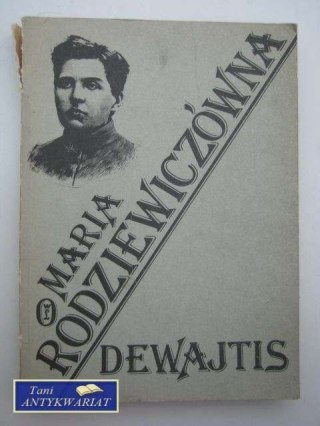 MARIA
RODZIEWICZÓWNA
DEWAJTIS
Tani
ANTYKWARIAT